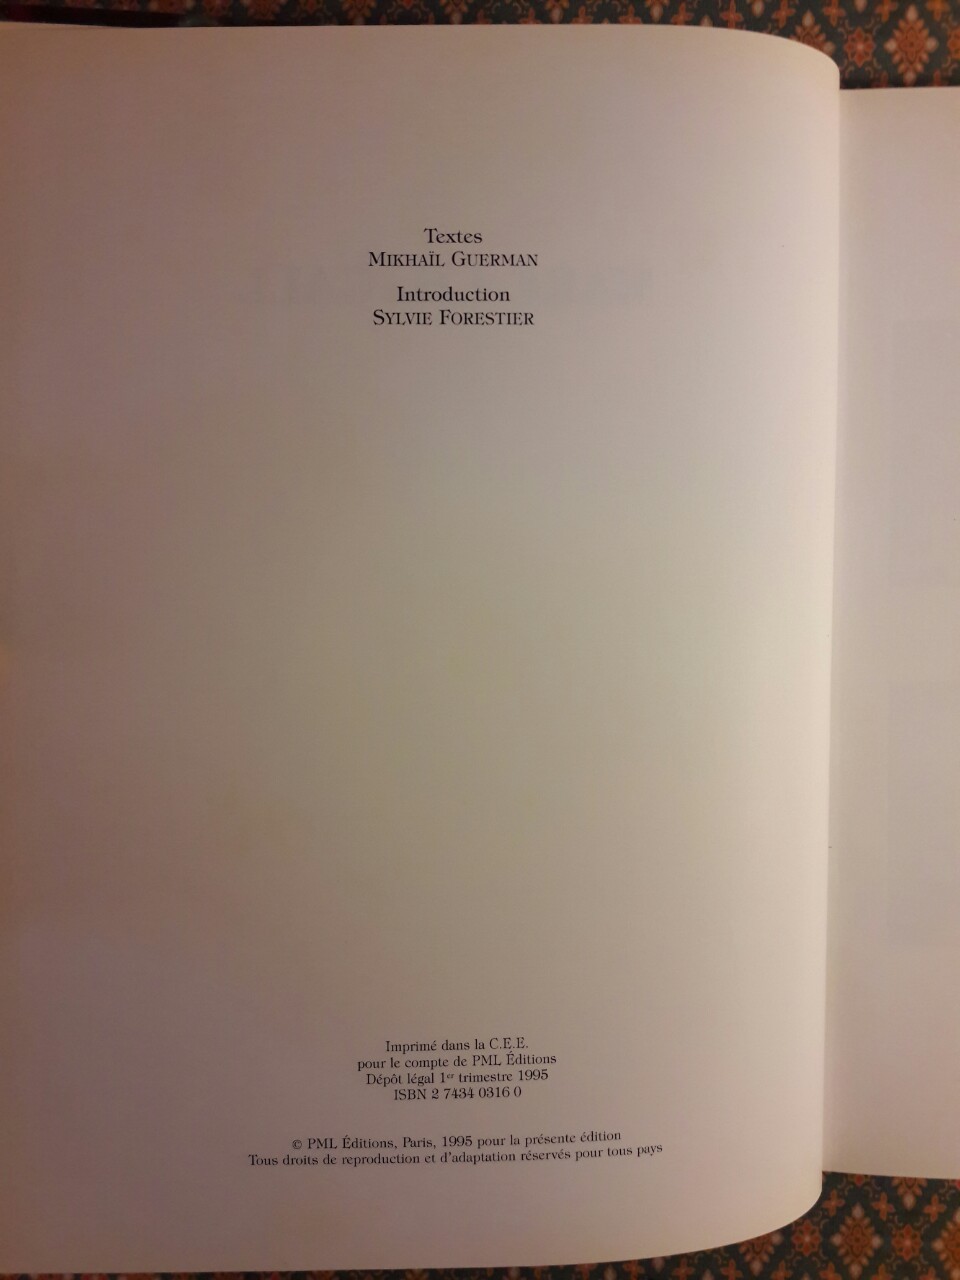 Textes
MIKHAÏL GUERMAN
Introduction
SYLVIE FORESTIER
Imprimé dans la C.E.E.
pour le compte de PML Éditions
Dépôt légal 1er trimestre 1995
ISBN 2 7434 0316 0
© PML Éditions, Paris, 1995 pour la présente édition
Tous droits de reproduction et d'adaptation réservés pour tous pays